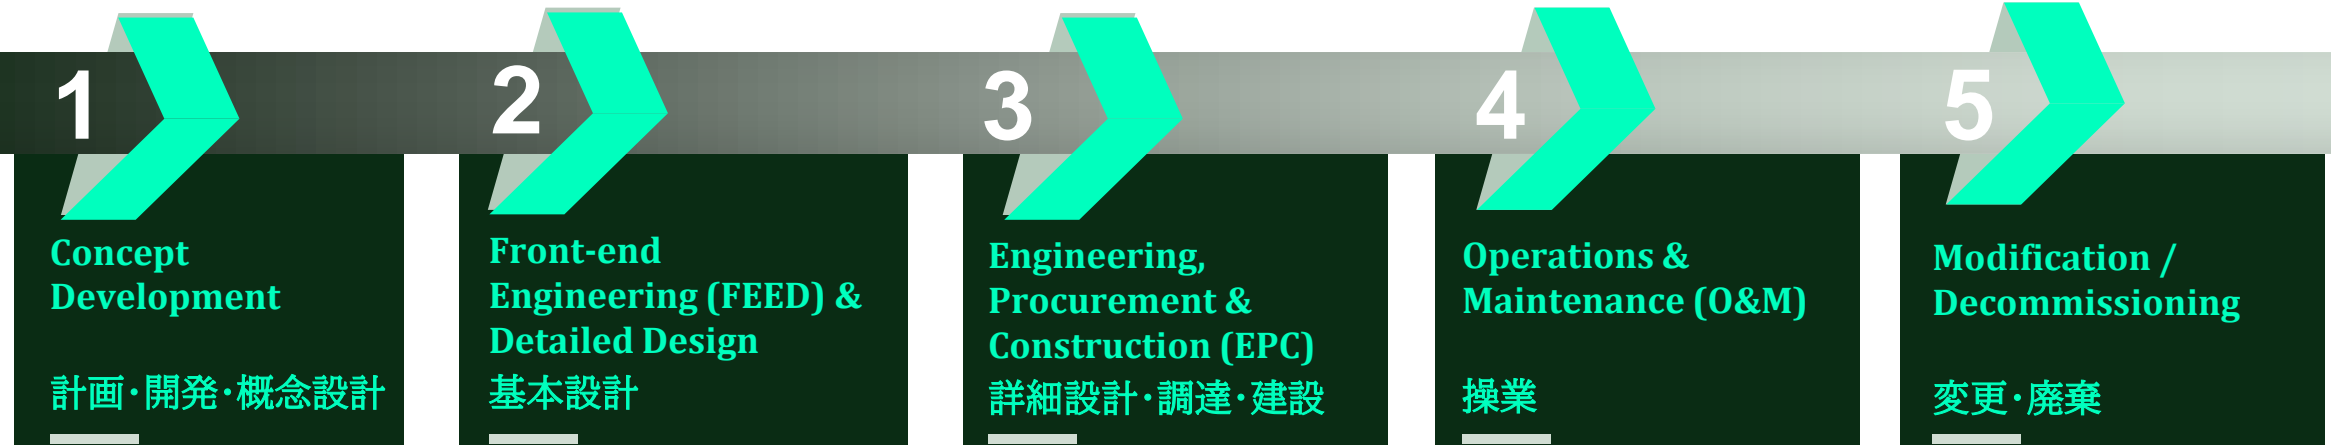 1
Concept
Development
計画・開発・概念設計
2
Front-end
Engineering (FEED) &
Detailed Design
基本設計
3
Engineering,
Procurement &
Construction (EPC)
詳細設計・調達・建設
4
Operations &
Maintenance (O&M)
操業
5
Modification /
Decommissioning
変更・廃棄